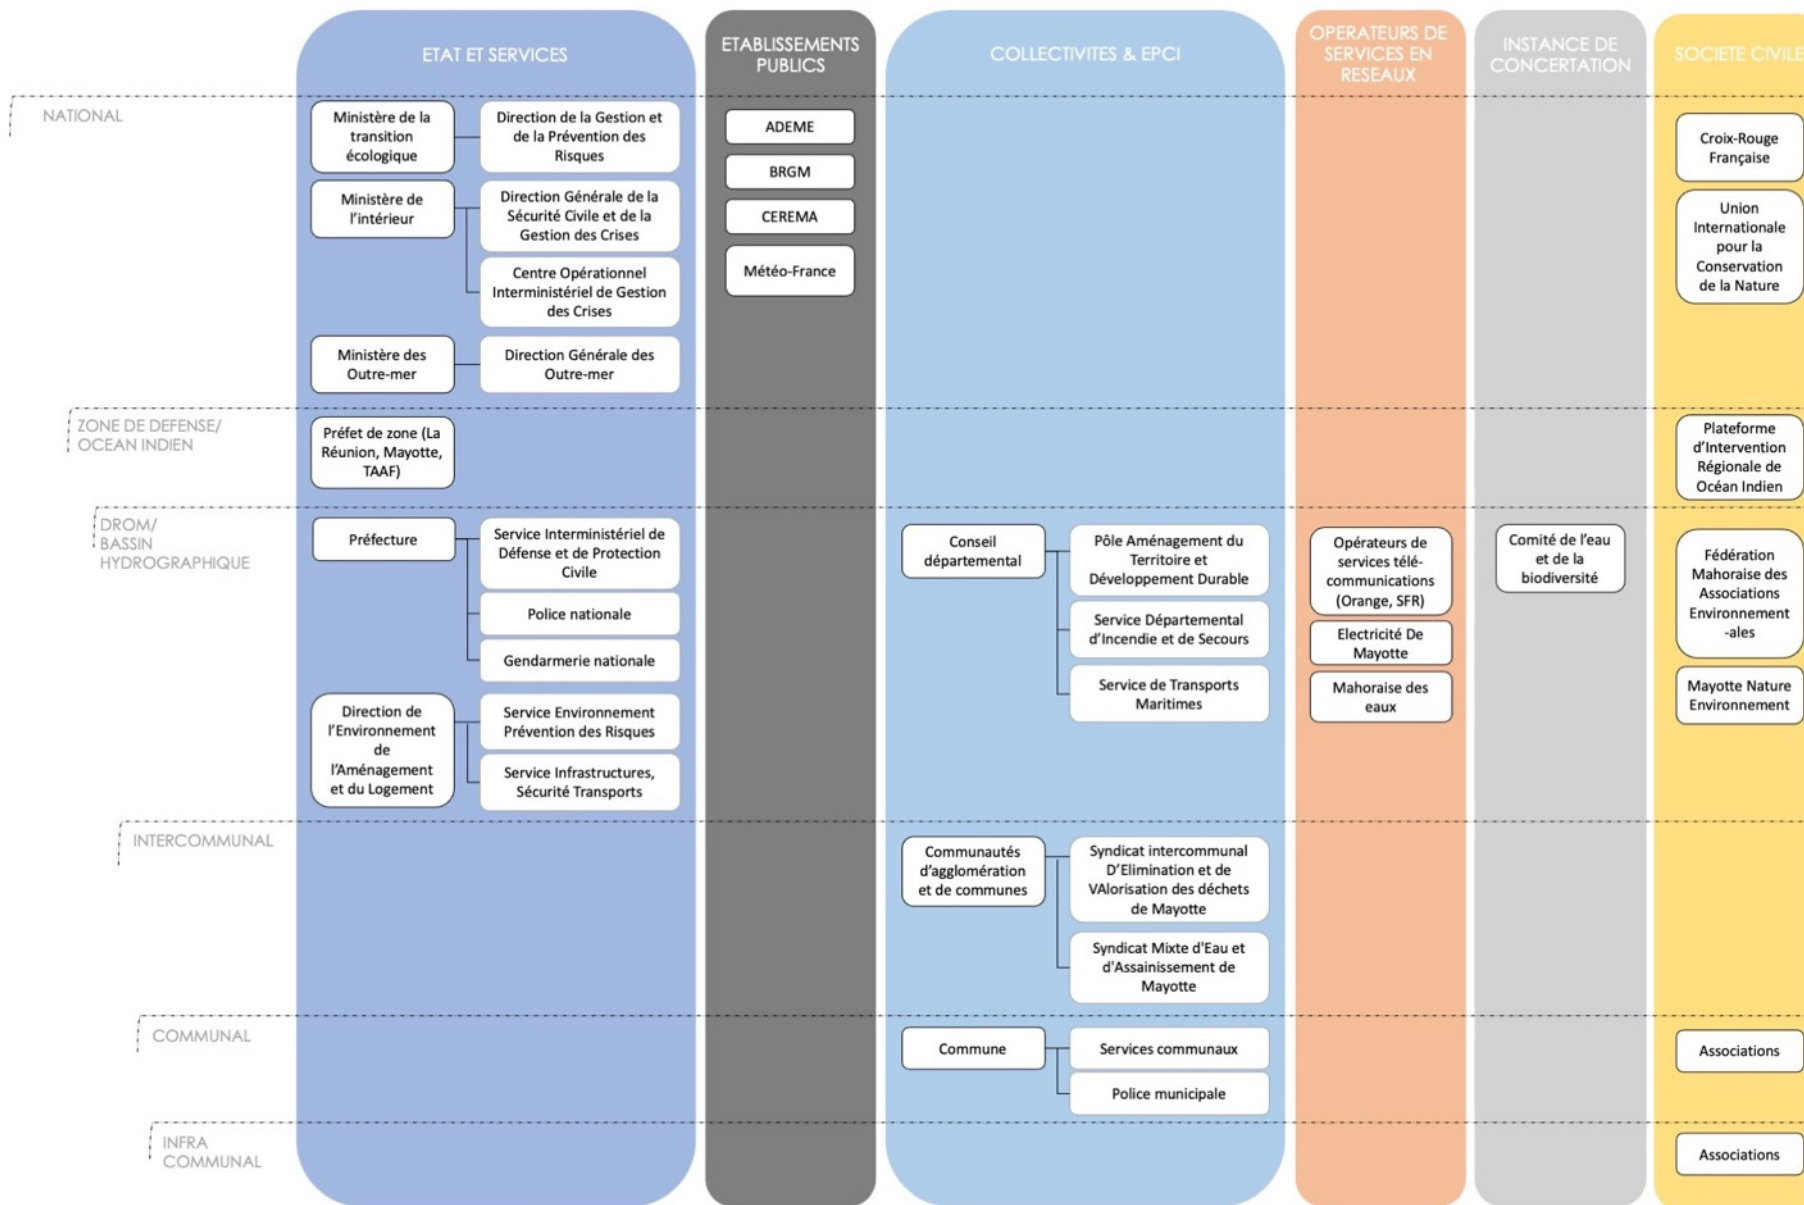 ETAT ET SERVICES
ETABLISSEMENTS
PUBLICS
COLLECTIVITES & EPCI
OPERATEURS DE
SERVICES EN
RESEAUX
INSTANCE DE
CONCERTATION
SOCIETE CIVILE
NATIONAL
Ministère de la
transition
écologique
Direction de la Gestion et
de la Prévention des
Risques
Ministère de
l'intérieur
Direction Générale de la
Sécurité Civile et de la
Gestion des Crises
Centre Opérationnel
Interministériel de Gestion
des Crises
Ministère des
Outre-mer
Direction Générale des
Outre-mer
ADEME
BRGM
CEREMA
Météo-France
Croix-Rouge
Française
Union
Internationale
pour la
Conservation
de la Nature
ZONE DE DEFENSE/
OCEAN INDIEN
Préfet de zone (La
Réunion, Mayotte,
TAAF)
Plateforme
d'Intervention
Régionale de
Océan Indien
DROM/
BASSIN
HYDROGRAPHIQUE
Préfecture
Service Interministériel de
Défense et de Protection
Civile
Police nationale
Gendarmerie nationale
Direction de
l'Environnement
de
l'Aménagement
et du Logement
Service Environnement
Prévention des Risques
Service Infrastructures,
Sécurité Transports
Conseil
départemental
Pôle Aménagement du
Territoire et
Développement Durable
Service Départemental
d'Incendie et de Secours
Service de Transports
Maritimes
Opérateurs de
services télé-
communications
(Orange, SFR)
Electricité De
Mayotte
Mahoraise des
eaux
Comité de l'eau
et de la
biodiversité
Fédération
Mahoraise des
Associations
Environnement
-ales
Mayotte Nature
Environnement
INTERCOMMUNAL
Communautés
d'agglomération
et de communes
Syndicat intercommunal
D'Elimination et de
VAlorisation des déchets
de Mayotte
Syndicat Mixte d'Eau et
d'Assainissement de
Mayotte
COMMUNAL
Commune
Services communaux
Police municipale
Associations
INFRA
COMMUNAL
Associations